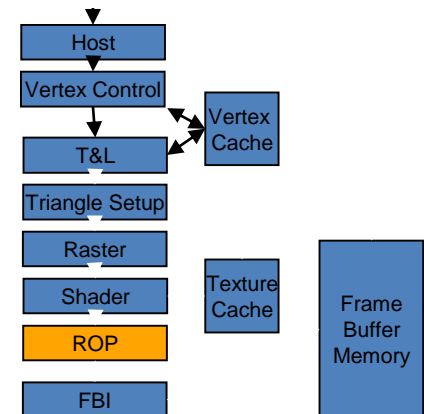 Host
Vertex Control
Vertex
Cache
T&L
Triangle Setup
Raster
Shader
Texture
Cache
ROP
Frame
Buffer
Memory
FBI